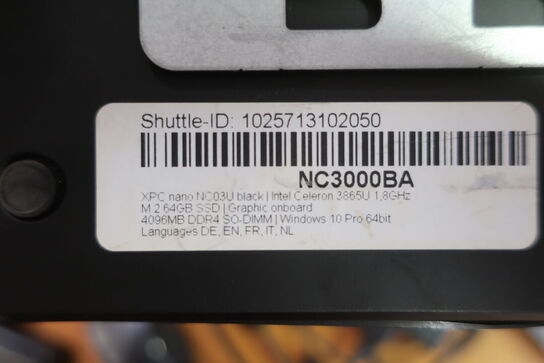 Shuttle-ID: 1025713102050
NC3000BA
XPC nano NC03U black | Intel Celeron 3865U 1,8GHz
M.2 64GB SSD | Graphic onboard
4096MB DDR4 SO-DIMM | Windows 10 Pro 64bit
Languages DE, EN, FR, IT, NL